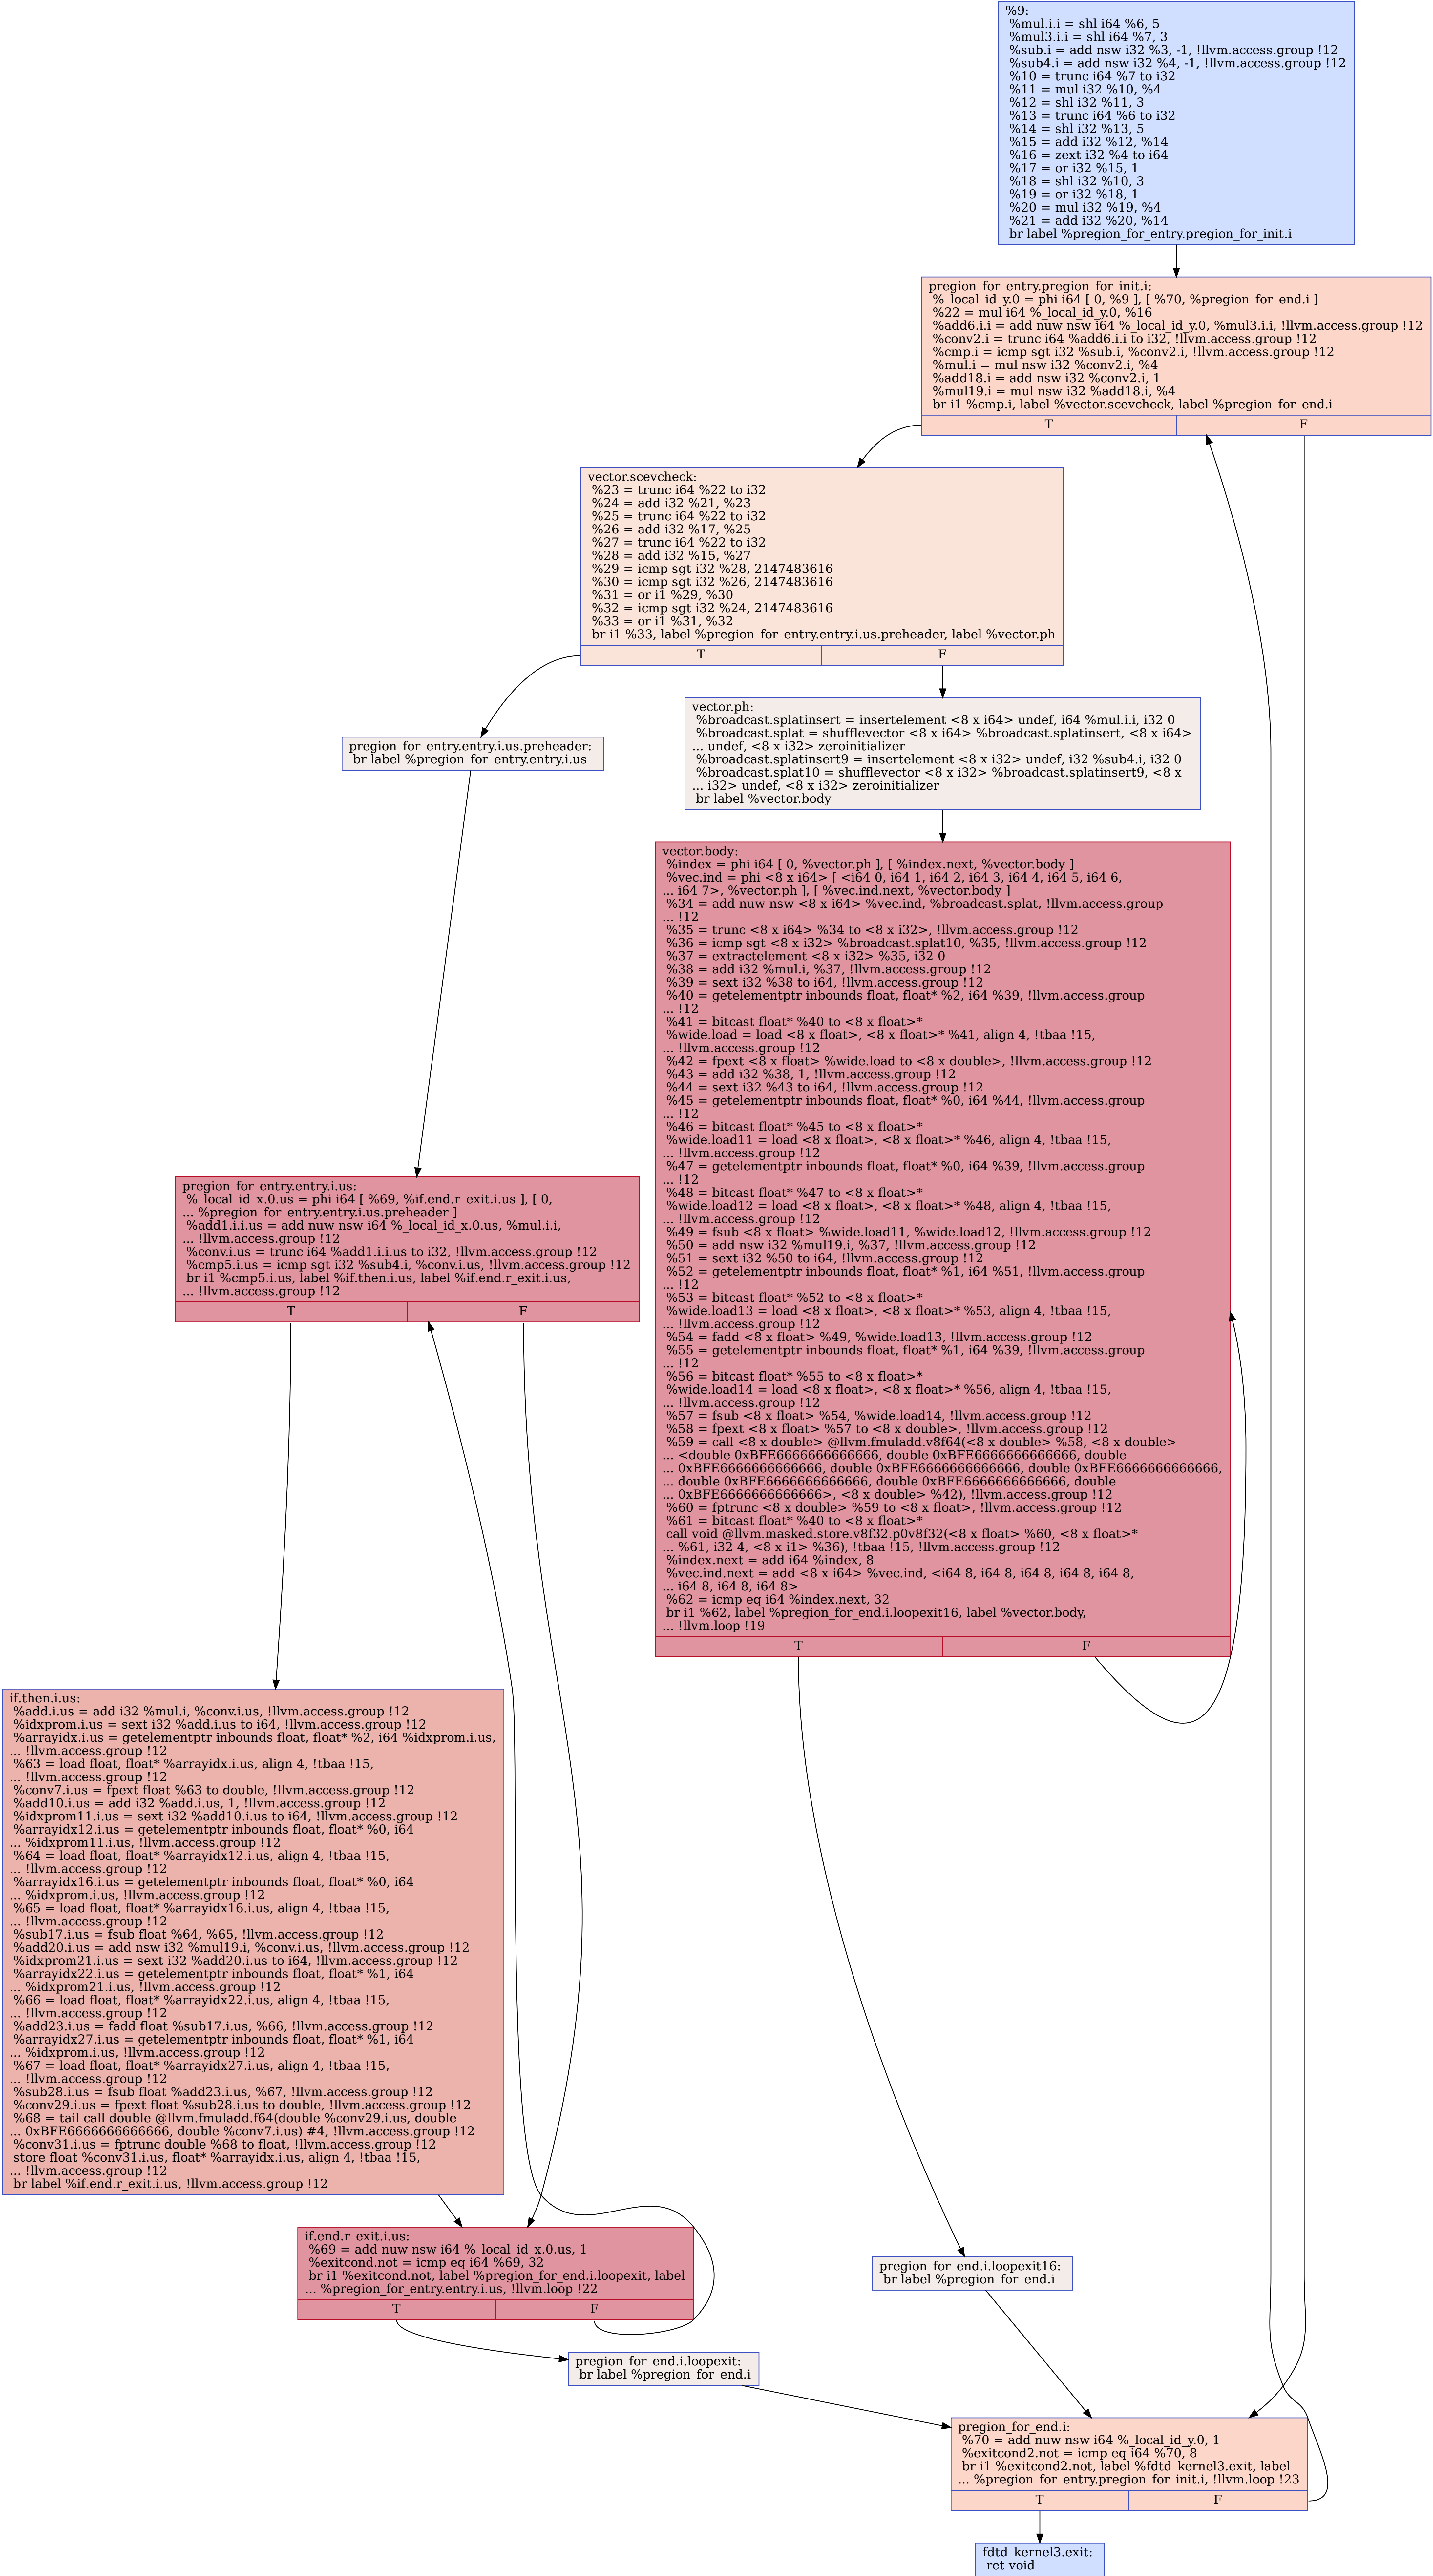 %9:
%mul.i.i = shl i64 %6, 5
%mul3.i.i = shl i64 %7, 3
%sub.i = add nsw i32 %3, -1, !llvm.access.group !12
%sub4.i = add nsw i32 %4, -1, !llvm.access.group !12
%10 = trunc i64 %7 to i32
%11 = mul i32 %10, %4
%12 = shl i32 %11, 3
%13 = trunc i64 %6 to i32
%14 = shl i32 %13, 5
%15 = add i32 %12, %14
%16 = zext i32 %4 to i64
%17 = or i32 %15, 1
%18 = shl i32 %10, 3
%19 = or i32 %18, 1
%20 = mul i32 %19, %4
%21 = add i32 %20, %14
br label %pregion_for_entry.pregion_for_init.i
pregion_for_entry.pregion_for_init.i:
%_local_id_y.0 = phi i64 [ 0, %9 ], [ %70, %pregion_for_end.i ]
%22 = mul i64 %_local_id_y.0, %16
%add6.i.i = add nuw nsw i64 %_local_id_y.0, %mul3.i.i, !llvm.access.group !12
%conv2.i = trunc i64 %add6.i.i to i32, !llvm.access.group !12
%cmp.i = icmp sgt i32 %sub.i, %conv2.i, !llvm.access.group !12
%mul.i = mul nsw i32 %conv2.i, %4
%add18.i = add nsw i32 %conv2.i, 1
%mul19.i = mul nsw i32 %add18.i, %4
br i1 %cmp.i, label %vector.scevcheck, label %pregion_for_end.i
T
F
vector.scevcheck:
%23 = trunc i64 %22 to i32
%24 = add i32 %21, %23
%25 = trunc i64 %22 to i32
%26 = add i32 %17, %25
%27 = trunc i64 %22 to i32
%28 = add i32 %15, %27
%29 = icmp sgt i32 %28, 2147483616
%30 = icmp sgt i32 %26, 2147483616
%31 = or i1 %29, %30
%32 = icmp sgt i32 %24, 2147483616
%33 = or i1 %31, %32
br i1 %33, label %pregion_for_entry.entry.i.us.preheader, label %vector.ph
T
F
pregion_for_entry.entry.i.us.preheader:
br label %pregion_for_entry.entry.i.us
vector.ph:
%broadcast.splatinsert = insertelement <8 x i64> undef, i64 %mul.i.i, i32 0
%broadcast.splat = shufflevector <8 x i64> %broadcast.splatinsert, <8 x i64>
... undef, <8 x i32> zeroinitializer
%broadcast.splatinsert9 = insertelement <8 x i32> undef, i32 %sub4.i, i32 0
%broadcast.splat10 = shufflevector <8 x i32> %broadcast.splatinsert9, <8 x
... i32> undef, <8 x i32> zeroinitializer
br label %vector.body
vector.body:
%index = phi i64 [ 0, %vector.ph ], [ %index.next, %vector.body ]
%vec.ind = phi <8 x i64> [ <i64 0, i64 1, i64 2, i64 3, i64 4, i64 5, i64 6,
... i64 7>, %vector.ph ], [ %vec.ind.next, %vector.body ]
%34 = add nuw nsw <8 x i64> %vec.ind, %broadcast.splat, !llvm.access.group
... !12
%35 = trunc <8 x i64> %34 to <8 x i32>, !llvm.access.group !12
%36 = icmp sgt <8 x i32> %broadcast.splat10, %35, !llvm.access.group !12
%37 = extractelement <8 x i32> %35, i32 0
%38 = add i32 %mul.i, %37, !llvm.access.group !12
%39 = sext i32 %38 to i64, !llvm.access.group !12
%40 = getelementptr inbounds float, float* %2, i64 %39, !llvm.access.group
... !12
%41 = bitcast float* %40 to <8 x float>*
%wide.load = load <8 x float>, <8 x float>* %41, align 4, !tbaa !15,
... !llvm.access.group !12
%42 = fpext <8 x float> %wide.load to <8 x double>, !llvm.access.group !12
%43 = add i32 %38, 1, !llvm.access.group !12
%44 = sext i32 %43 to i64, !llvm.access.group !12
%45 = getelementptr inbounds float, float* %0, i64 %44, !llvm.access.group
... !12
%46 = bitcast float* %45 to <8 x float>*
%wide.load11 = load <8 x float>, <8 x float>* %46, align 4, !tbaa !15,
... !llvm.access.group !12
%47 = getelementptr inbounds float, float* %0, i64 %39, !llvm.access.group
... !12
%48 = bitcast float* %47 to <8 x float>*
%wide.load12 = load <8 x float>, <8 x float>* %48, align 4, !tbaa !15,
... !llvm.access.group !12
%49 = fsub <8 x float> %wide.load11, %wide.load12, !llvm.access.group !12
%50 = add nsw i32 %mul19.i, %37, !llvm.access.group !12
%51 = sext i32 %50 to i64, !llvm.access.group !12
%52 = getelementptr inbounds float, float* %1, i64 %51, !llvm.access.group
... !12
%53 = bitcast float* %52 to <8 x float>*
%wide.load13 = load <8 x float>, <8 x float>* %53, align 4, !tbaa !15,
... !llvm.access.group !12
%54 = fadd <8 x float> %49, %wide.load13, !llvm.access.group !12
%55 = getelementptr inbounds float, float* %1, i64 %39, !llvm.access.group
... !12
%56 = bitcast float* %55 to <8 x float>*
%wide.load14 = load <8 x float>, <8 x float>* %56, align 4, !tbaa !15,
... !llvm.access.group !12
%57 = fsub <8 x float> %54, %wide.load14, !llvm.access.group !12
%58 = fpext <8 x float> %57 to <8 x double>, !llvm.access.group !12
%59 = call <8 x double> @llvm.fmuladd.v8f64(<8 x double> %58, <8 x double>
... <double 0xBFE6666666666666, double 0xBFE6666666666666, double
... 0xBFE6666666666666, double 0xBFE6666666666666, double 0xBFE6666666666666,
... double 0xBFE6666666666666, double 0xBFE6666666666666, double
... 0xBFE6666666666666>, <8 x double> %42), !llvm.access.group !12
%60 = fptrunc <8 x double> %59 to <8 x float>, !llvm.access.group !12
%61 = bitcast float* %40 to <8 x float>*
call void @llvm.masked.store.v8f32.p0v8f32(<8 x float> %60, <8 x float>*
... %61, i32 4, <8 x i1> %36), !tbaa !15, !llvm.access.group !12
%index.next = add i64 %index, 8
%vec.ind.next = add <8 x i64> %vec.ind, <i64 8, i64 8, i64 8, i64 8, i64 8,
... i64 8, i64 8, i64 8>
%62 = icmp eq i64 %index.next, 32
br i1 %62, label %pregion_for_end.i.loopexit16, label %vector.body,
... !llvm.loop !19
T
F
pregion_for_entry.entry.i.us:
%_local_id_x.0.us = phi i64 [ %69, %if.end.r_exit.i.us ], [ 0,
... %pregion_for_entry.entry.i.us.preheader ]
%add1.i.i.us = add nuw nsw i64 %_local_id_x.0.us, %mul.i.i,
... !llvm.access.group !12
%conv.i.us = trunc i64 %add1.i.i.us to i32, !llvm.access.group !12
%cmp5.i.us = icmp sgt i32 %sub4.i, %conv.i.us, !llvm.access.group !12
br i1 %cmp5.i.us, label %if.then.i.us, label %if.end.r_exit.i.us,
... !llvm.access.group !12
T
F
if.then.i.us:
%add.i.us = add i32 %mul.i, %conv.i.us, !llvm.access.group !12
%idxprom.i.us = sext i32 %add.i.us to i64, !llvm.access.group !12
%arrayidx.i.us = getelementptr inbounds float, float* %2, i64 %idxprom.i.us,
... !llvm.access.group !12
%63 = load float, float* %arrayidx.i.us, align 4, !tbaa !15,
... !llvm.access.group !12
%conv7.i.us = fpext float %63 to double, !llvm.access.group !12
%add10.i.us = add i32 %add.i.us, 1, !llvm.access.group !12
%idxprom11.i.us = sext i32 %add10.i.us to i64, !llvm.access.group !12
%arrayidx12.i.us = getelementptr inbounds float, float* %0, i64
... %idxprom11.i.us, !llvm.access.group !12
%64 = load float, float* %arrayidx12.i.us, align 4, !tbaa !15,
... !llvm.access.group !12
%arrayidx16.i.us = getelementptr inbounds float, float* %0, i64
... %idxprom.i.us, !llvm.access.group !12
%65 = load float, float* %arrayidx16.i.us, align 4, !tbaa !15,
... !llvm.access.group !12
%sub17.i.us = fsub float %64, %65, !llvm.access.group !12
%add20.i.us = add nsw i32 %mul19.i, %conv.i.us, !llvm.access.group !12
%idxprom21.i.us = sext i32 %add20.i.us to i64, !llvm.access.group !12
%arrayidx22.i.us = getelementptr inbounds float, float* %1, i64
... %idxprom21.i.us, !llvm.access.group !12
%66 = load float, float* %arrayidx22.i.us, align 4, !tbaa !15,
... !llvm.access.group !12
%add23.i.us = fadd float %sub17.i.us, %66, !llvm.access.group !12
%arrayidx27.i.us = getelementptr inbounds float, float* %1, i64
... %idxprom.i.us, !llvm.access.group !12
%67 = load float, float* %arrayidx27.i.us, align 4, !tbaa !15,
... !llvm.access.group !12
%sub28.i.us = fsub float %add23.i.us, %67, !llvm.access.group !12
%conv29.i.us = fpext float %sub28.i.us to double, !llvm.access.group !12
%68 = tail call double @llvm.fmuladd.f64(double %conv29.i.us, double
... 0xBFE6666666666666, double %conv7.i.us) #4, !llvm.access.group !12
%conv31.i.us = fptrunc double %68 to float, !llvm.access.group !12
store float %conv31.i.us, float* %arrayidx.i.us, align 4, !tbaa !15,
... !llvm.access.group !12
br label %if.end.r_exit.i.us, !llvm.access.group !12
if.end.r_exit.i.us:
%69 = add nuw nsw i64 %_local_id_x.0.us, 1
%exitcond.not = icmp eq i64 %69, 32
br i1 %exitcond.not, label %pregion_for_end.i.loopexit, label
... %pregion_for_entry.entry.i.us, !llvm.loop !22
T
F
pregion_for_end.i.loopexit16:
br label %pregion_for_end.i
pregion_for_end.i.loopexit:
br label %pregion_for_end.i
pregion_for_end.i:
%70 = add nuw nsw i64 %_local_id_y.0, 1
%exitcond2.not = icmp eq i64 %70, 8
br i1 %exitcond2.not, label %fdtd_kernel3.exit, label
... %pregion_for_entry.pregion_for_init.i, !llvm.loop !23
T
F
fdtd_kernel3.exit:
ret void